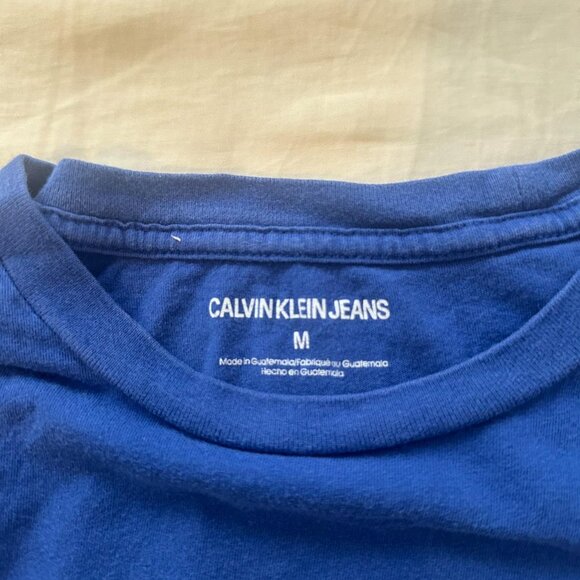 CALVIN KLEIN JEANS
M
Made in Guatemala/Fabriqué au Guatemala
Hecho en Guatemala